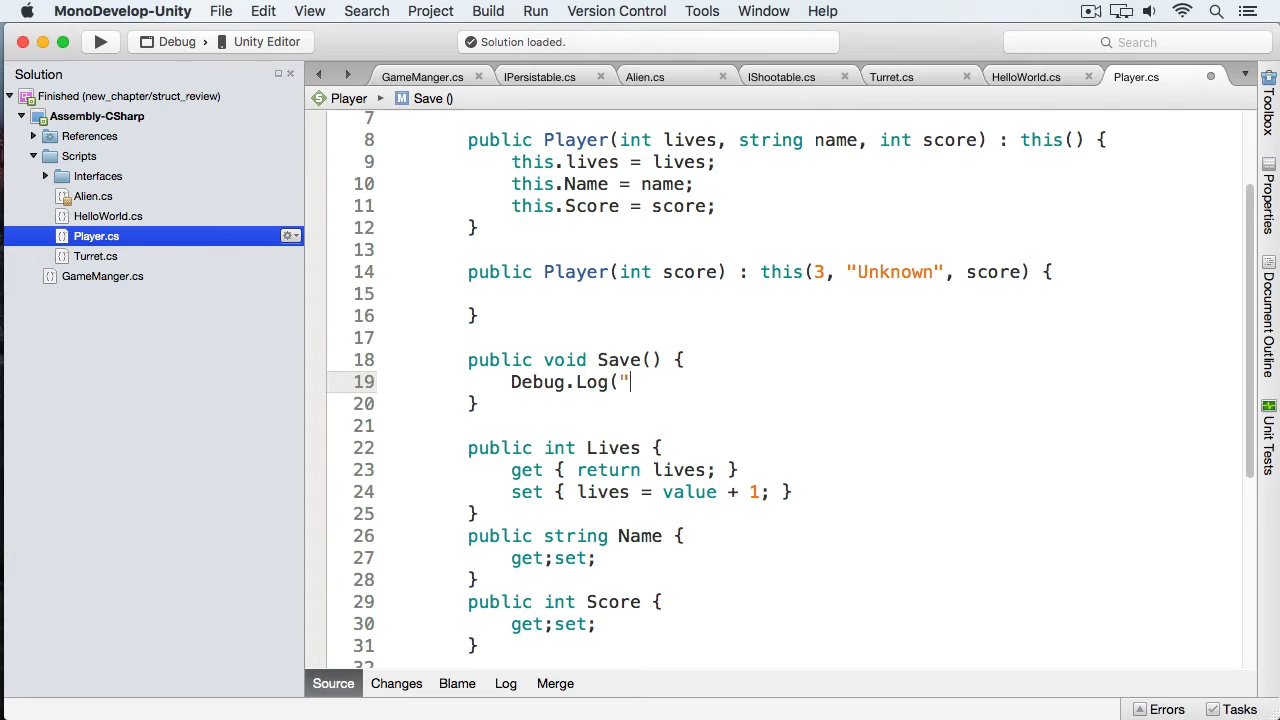 MonoDevelop-Unity File Edit View Search Project Build Run Version Control Tools Window Help
Debug › Unity Editor Solution loaded. Search
Solution
GameManger.cs IPersistable.cs Alien.cs IShootable.cs Turret.cs HelloWorld.cs Player.cs
Finished (new_chapter/struct_review)
Assembly-CSharp
References
Scripts
Interfaces
Alien.cs
HelloWorld.cs
Player.cs
Turret.cs
GameManger.cs
Player Save ()
7
8 public Player(int lives, string name, int score) : this() {
9 this.lives = lives;
10 this.Name = name;
11 this.Score = score;
12 }
13
14 public Player(int score) : this(3, "Unknown", score) {
15
16 }
17
18 public void Save() {
19 Debug.Log("
20 }
21
22 public int Lives {
23 get { return lives; }
24 set { lives = value + 1; }
25 }
26 public string Name {
27 get;set;
28 }
29 public int Score {
30 get;set;
31 }
32
Toolbox
Properties
Document Outline
Unit Tests
Source Changes Blame Log Merge
Errors Tasks